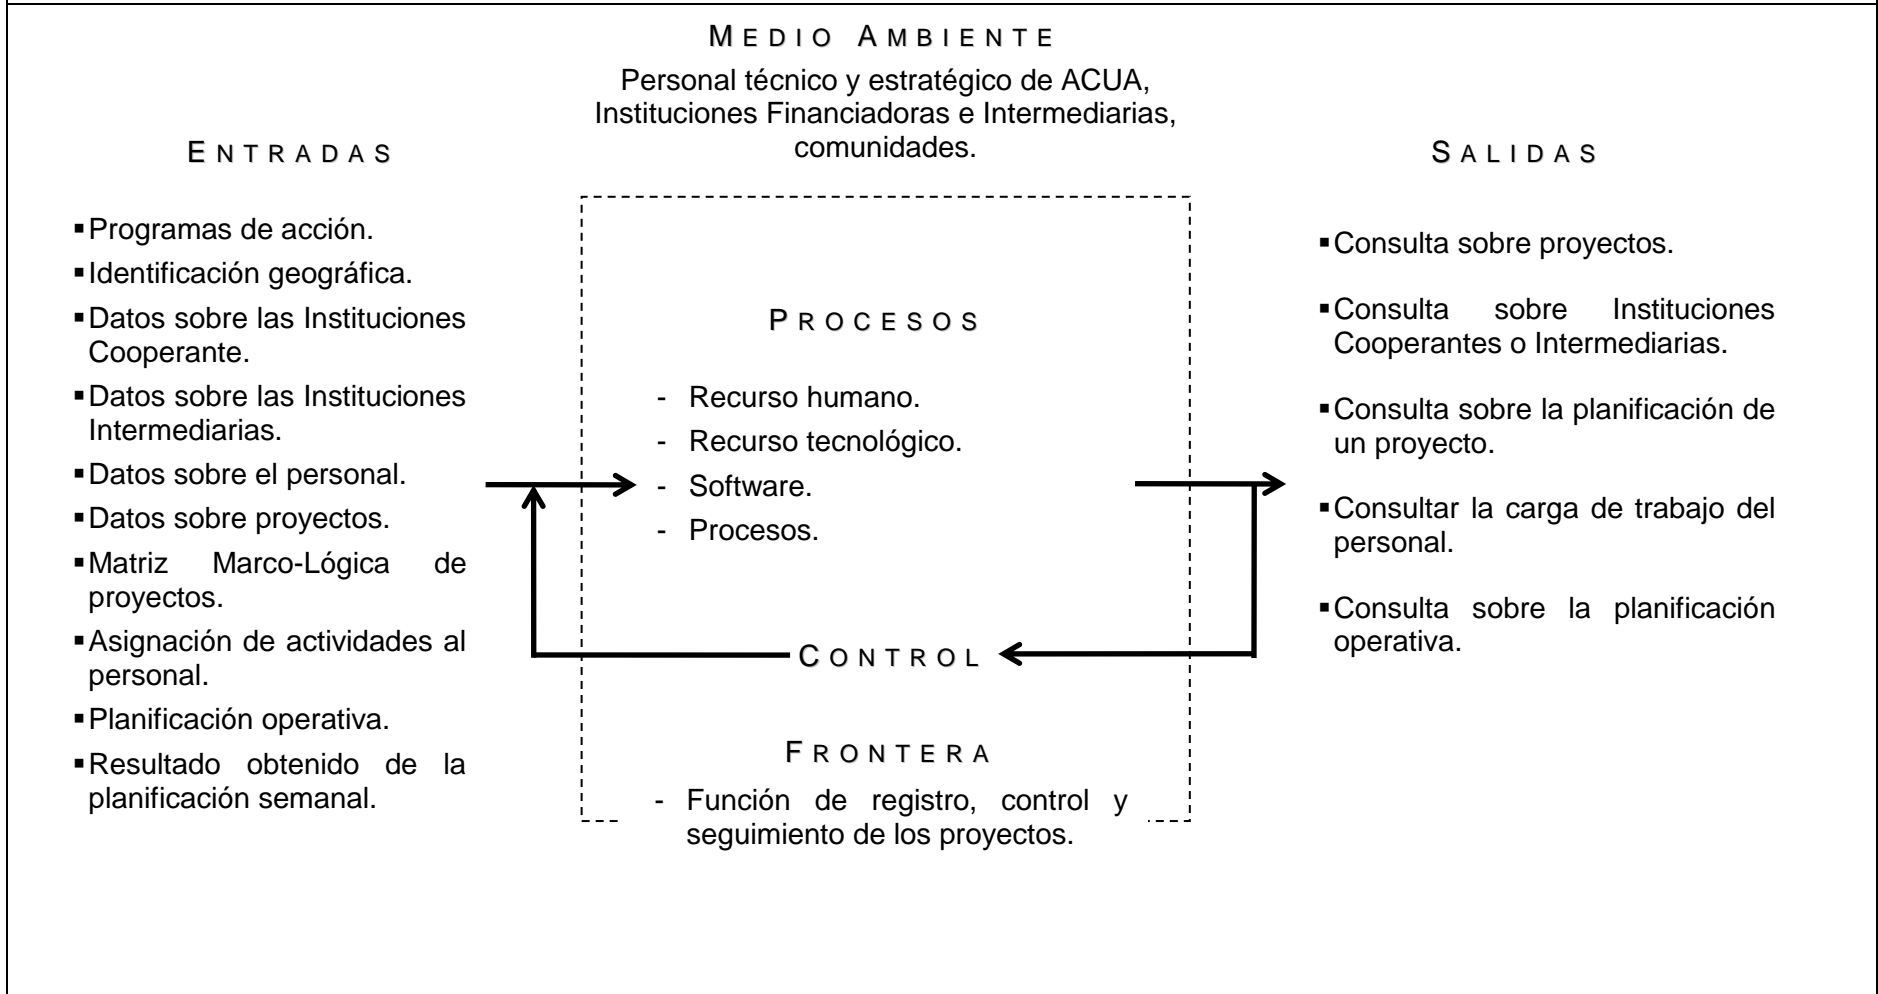 MEDIO AMBIENTE
Personal técnico y estratégico de ACUA,
Instituciones Financiadoras e Intermediarias,
comunidades.
ENTRADAS
▪Programas de acción.
▪Identificación geográfica.
▪Datos sobre las Instituciones
Cooperante.
▪Datos sobre las Instituciones
Intermediarias.
▪Datos sobre el personal.
▪Datos sobre proyectos.
▪Matriz Marco-Lógica de
proyectos.
▪Asignación de actividades al
personal.
▪Planificación operativa.
▪Resultado obtenido de la
planificación semanal.
PROCESOS
- Recurso humano.
- Recurso tecnológico.
- Software.
- Procesos.
CONTROL
FRONTERA
- Función de registro, control y
seguimiento de los proyectos.
SALIDAS
▪Consulta sobre proyectos.
▪Consulta sobre Instituciones
Cooperantes o Intermediarias.
▪Consulta sobre la planificación de
un proyecto.
▪Consultar la carga de trabajo del
personal.
▪Consulta sobre la planificación
operativa.